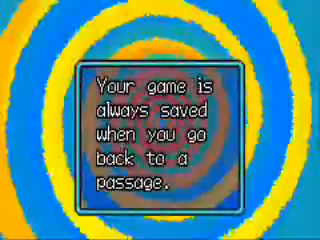 Your game is
always saved
when you go
back to a
passage.